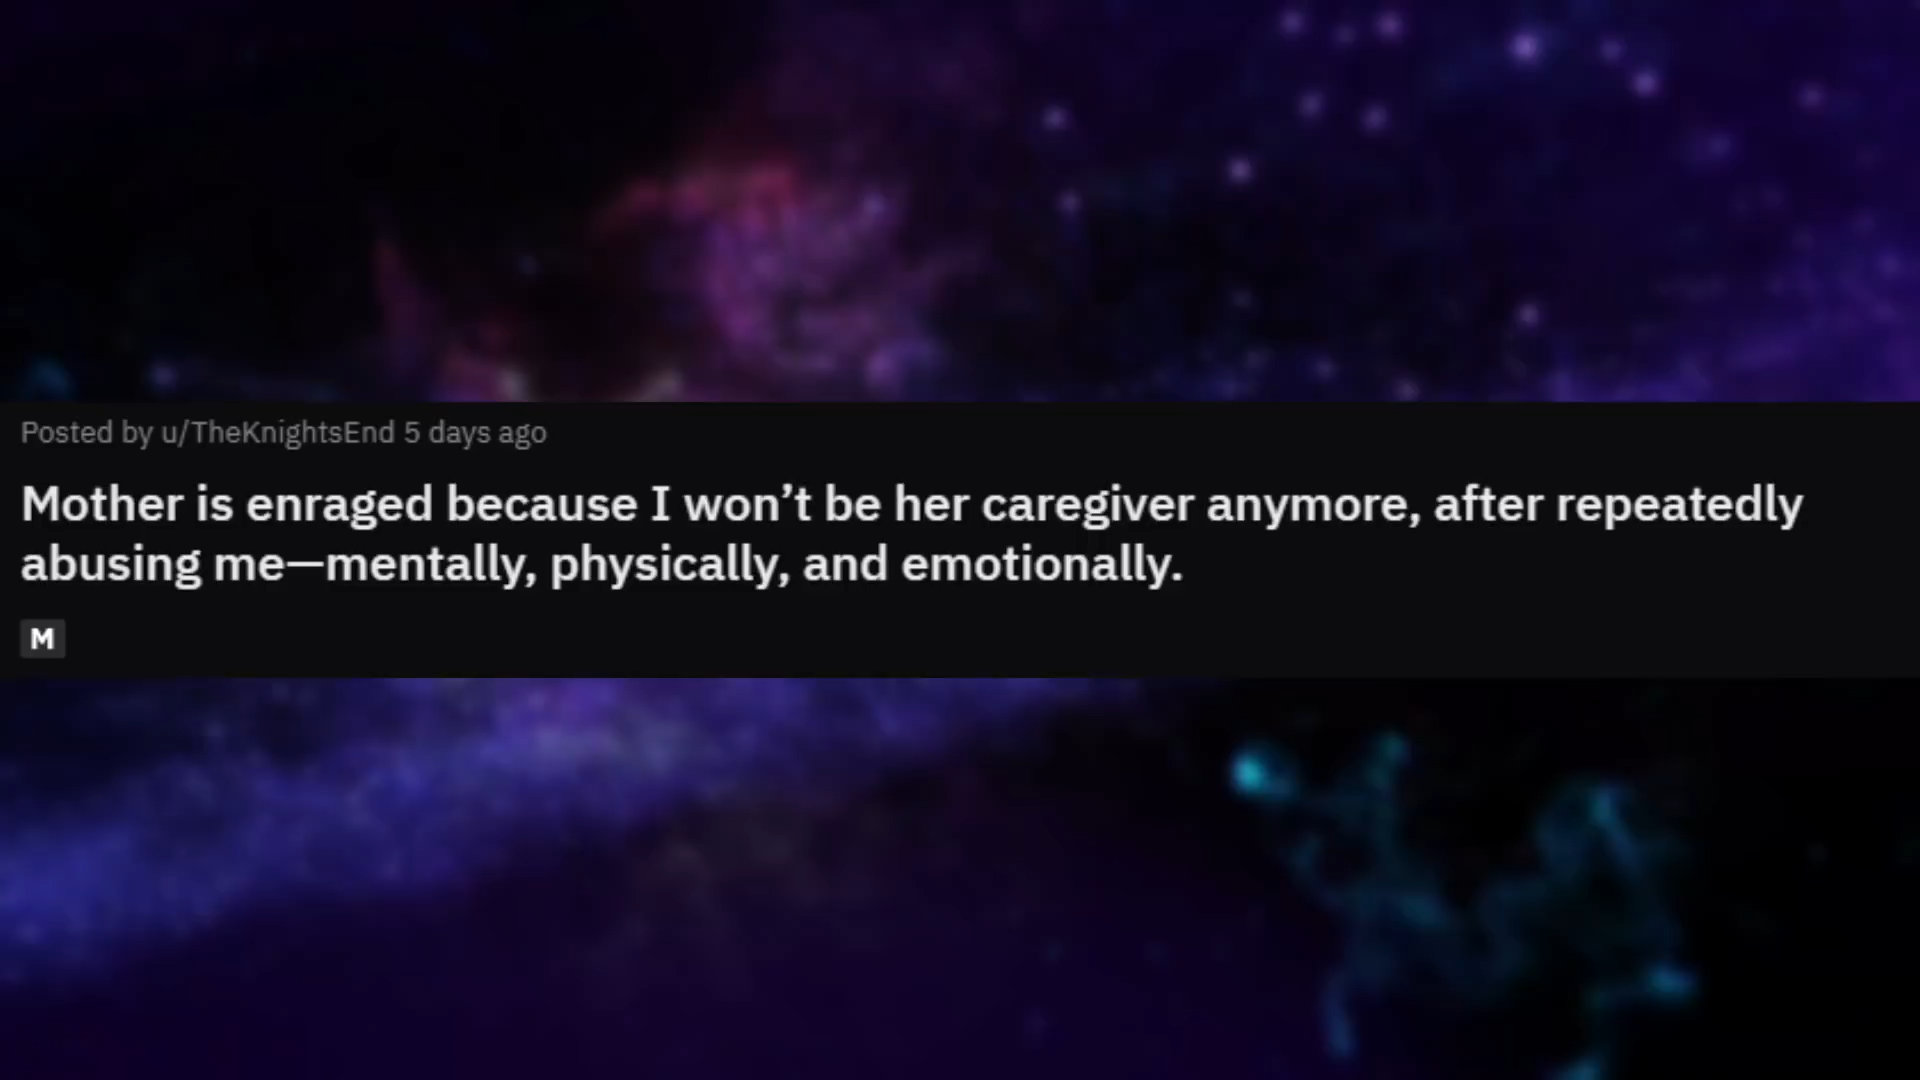 Posted by u/TheKnightsEnd 5 days ago
Mother is enraged because I won’t be her caregiver anymore, after repeatedly
abusing me—mentally, physically, and emotionally.
M